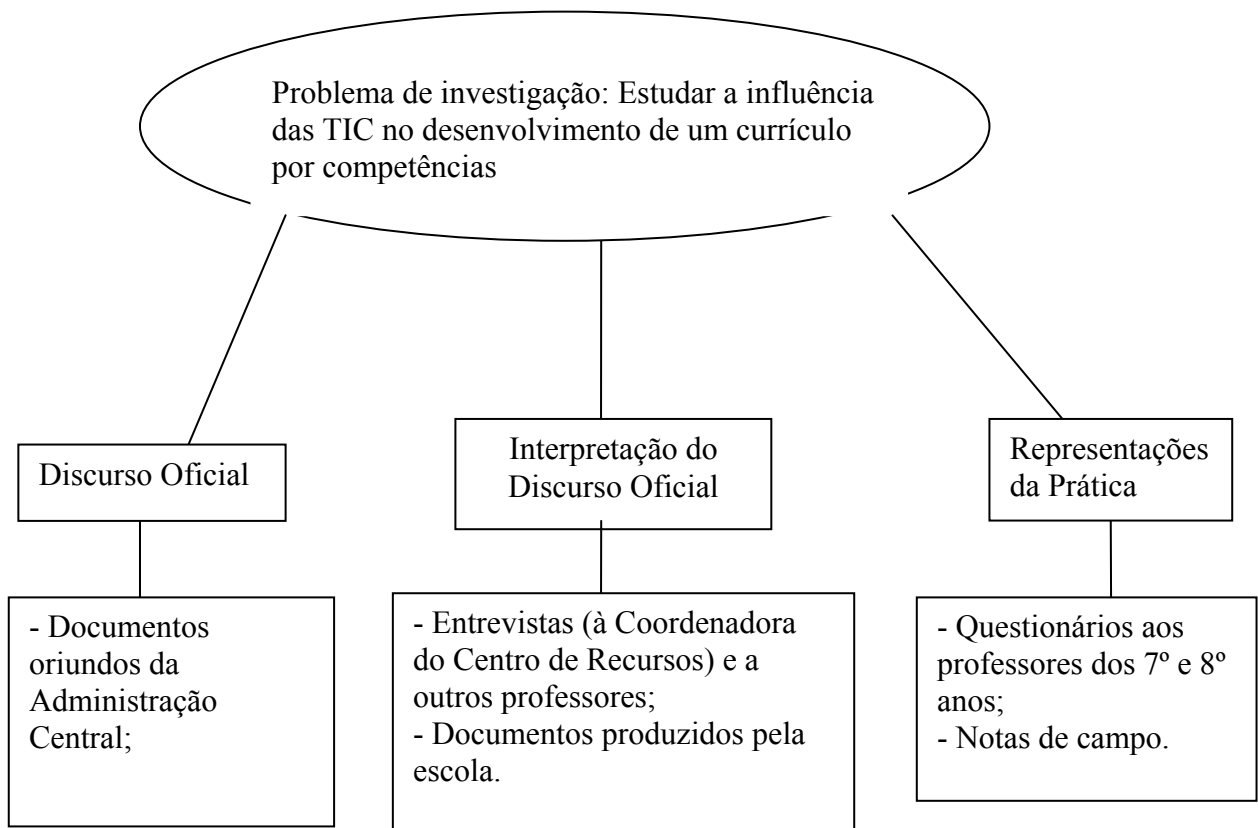 Problema de investigação: Estudar a influência
das TIC no desenvolvimento de um currículo
por competências
Discurso Oficial
Interpretação do
Discurso Oficial
Representações
da Prática
- Documentos
oriundos da
Administração
Central;
- Entrevistas (à Coordenadora
do Centro de Recursos) e a
outros professores;
- Documentos produzidos pela
escola.
- Questionários aos
professores dos 7º e 8º
anos;
- Notas de campo.